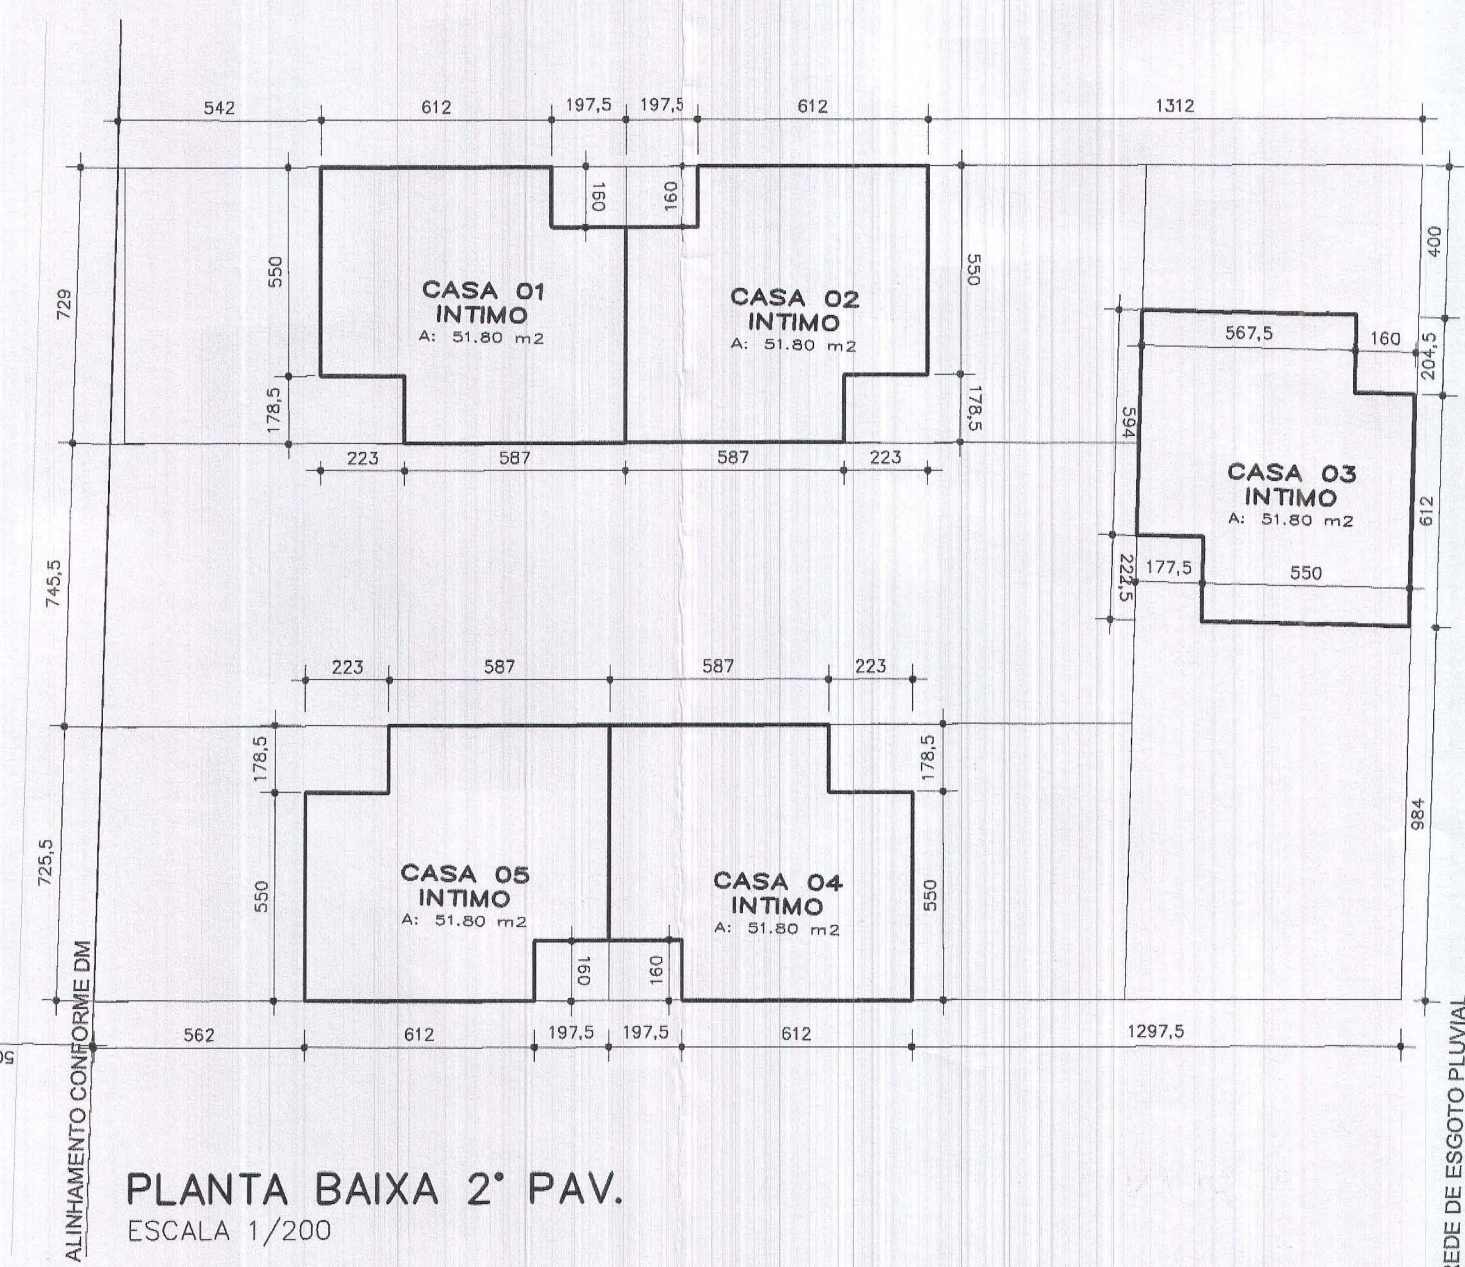 542 612 197,5 197,5 612 1312
160 160
729 550 550 400
CASA 01
INTIMO
A: 51.80 m2
CASA 02
INTIMO
A: 51.80 m2
567,5 160 204,5
178,5 178,5 594
223 587 587 223
CASA 03
INTIMO
A: 51.80 m2
612
745,5
222,5 177,5 550
223 587 587 223
178,5 178,5
984
725,5 550 550
CASA 05
INTIMO
A: 51.80 m2
CASA 04
INTIMO
A: 51.80 m2
160 160
562 612 197,5 197,5 612 1297,5
ALINHAMENTO CONFORME DM
REDE DE ESGOTO PLUVIAL
PLANTA BAIXA 2° PAV.
ESCALA 1/200